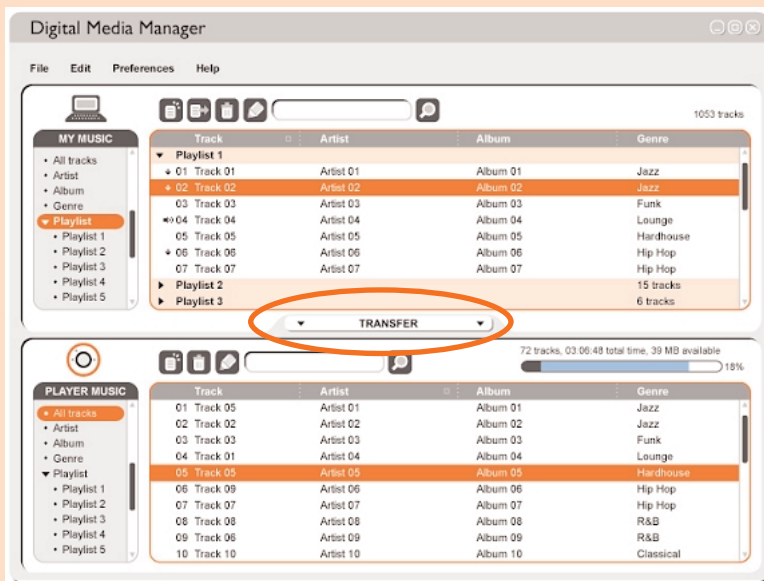 Digital Media Manager
File Edit Preferences Help
1053 tracks
MY MUSIC
All tracks
Artist
Album
Genre
Playlist
Playlist 1
Playlist 2
Playlist 3
Playlist 4
Playlist 5
Track Artist Album Genre
Playlist 1
01 Track 01 Artist 01 Album 01 Jazz
02 Track 02 Artist 02 Album 02 Jazz
03 Track 03 Artist 03 Album 03 Funk
04 Track 04 Artist 04 Album 04 Lounge
05 Track 05 Artist 05 Album 05 Hardhouse
06 Track 06 Artist 06 Album 06 Hip Hop
07 Track 07 Artist 07 Album 07 Hip Hop
Playlist 2 15 tracks
Playlist 3 6 tracks
TRANSFER
72 tracks, 03:06:48 total time, 39 MB available
18%
PLAYER MUSIC
All tracks
Artist
Album
Genre
Playlist
Playlist 1
Playlist 2
Playlist 3
Playlist 4
Playlist 5
Track Artist Album Genre
01 Track 05 Artist 01 Album 01 Jazz
02 Track 02 Artist 02 Album 02 Jazz
03 Track 03 Artist 03 Album 03 Funk
04 Track 01 Artist 04 Album 04 Lounge
05 Track 05 Artist 05 Album 05 Hardhouse
06 Track 09 Artist 06 Album 06 Hip Hop
07 Track 07 Artist 07 Album 07 Hip Hop
08 Track 08 Artist 08 Album 08 R&B
09 Track 06 Artist 09 Album 09 R&B
10 Track 10 Artist 10 Album 10 Classical